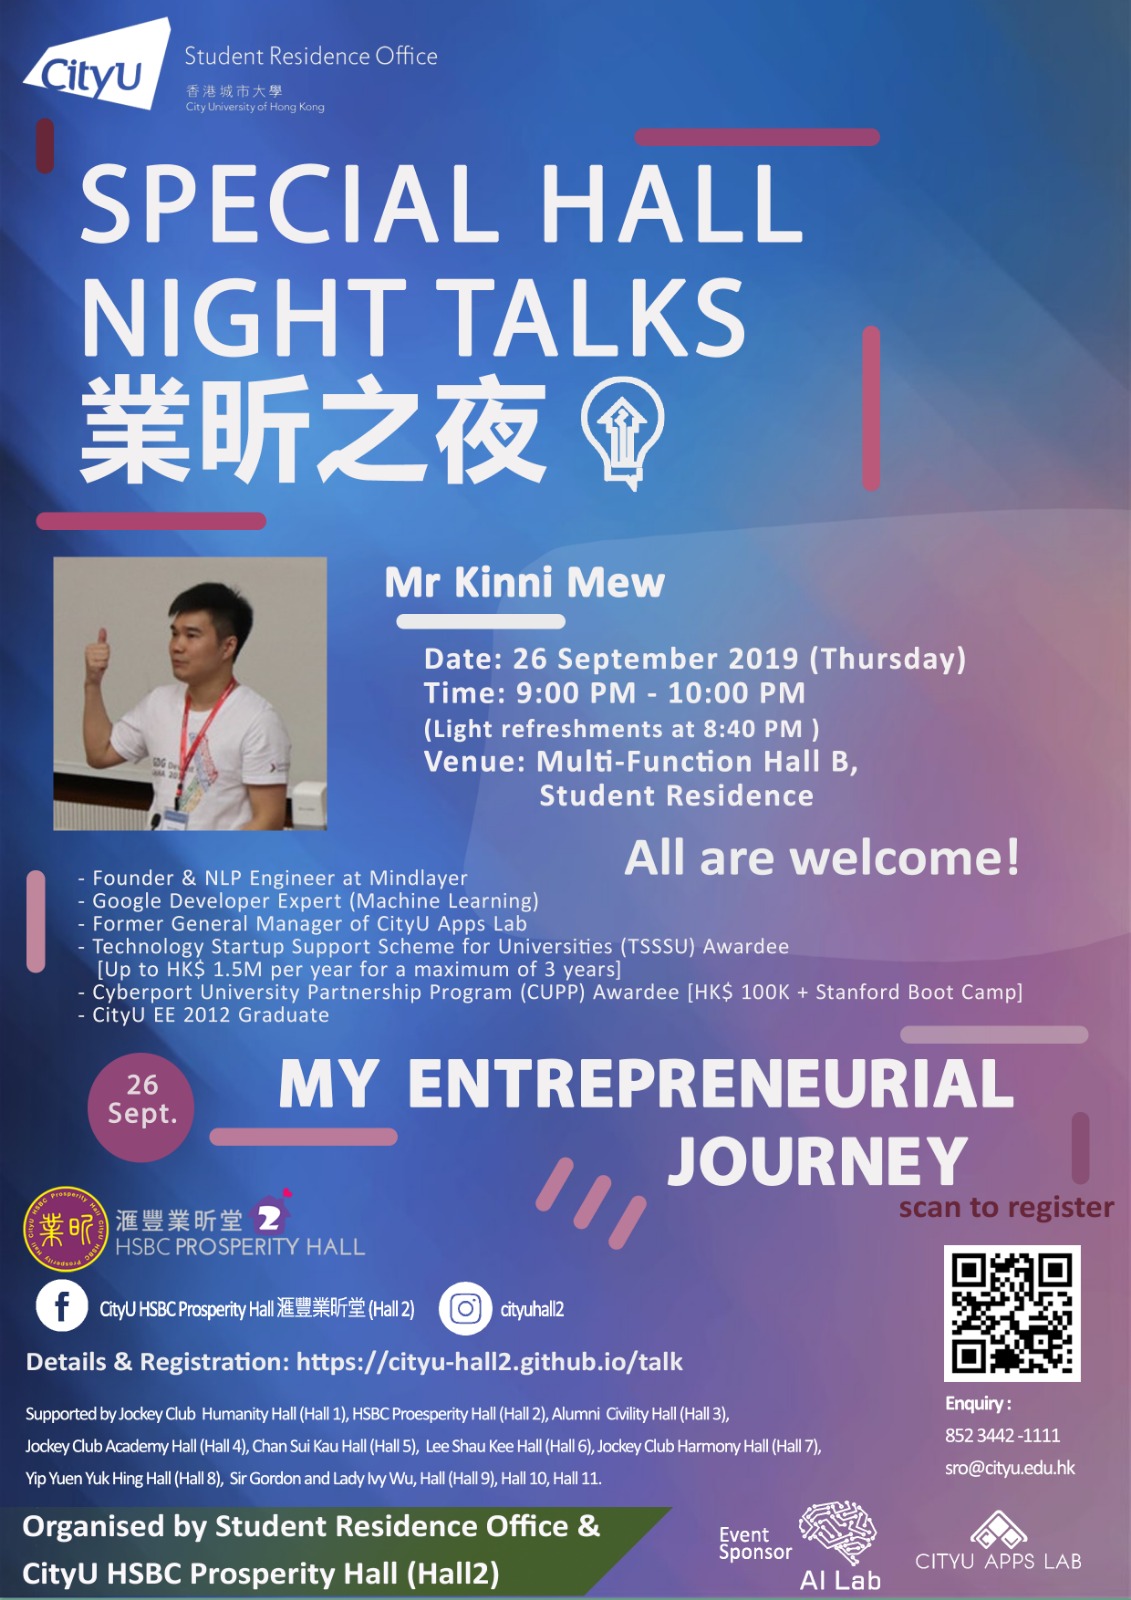 CityU
Student Residence Office
香港城市大學
City University of Hong Kong
SPECIAL HALL
NIGHT TALKS
業昕之夜
Mr Kinni Mew
Date: 26 September 2019 (Thursday)
Time: 9:00 PM - 10:00 PM
(Light refreshments at 8:40 PM )
Venue: Multi-Function Hall B,
Student Residence
All are welcome!
- Founder & NLP Engineer at Mindlayer
- Google Developer Expert (Machine Learning)
- Former General Manager of CityU Apps Lab
- Technology Startup Support Scheme for Universities (TSSSU) Awardee
[Up to HK$ 1.5M per year for a maximum of 3 years]
- Cyberport University Partnership Program (CUPP) Awardee [HK$ 100K + Stanford Boot Camp]
- CityU EE 2012 Graduate
26
Sept.
MY ENTREPRENEURIAL
JOURNEY
scan to register
業昕
CityU HSBC Prosperity Hall
滙豐業昕堂 2
HSBC PROSPERITY HALL
CityU HSBC Prosperity Hall 滙豐業昕堂 (Hall 2)
cityuhall2
Details & Registration: https://cityu-hall2.github.io/talk
Enquiry :
852 3442 -1111
sro@cityu.edu.hk
Supported by Jockey Club Humanity Hall (Hall 1), HSBC Proesperity Hall (Hall 2), Alumni Civility Hall (Hall 3),
Jockey Club Academy Hall (Hall 4), Chan Sui Kau Hall (Hall 5), Lee Shau Kee Hall (Hall 6), Jockey Club Harmony Hall (Hall 7),
Yip Yuen Yuk Hing Hall (Hall 8), Sir Gordon and Lady Ivy Wu, Hall (Hall 9), Hall 10, Hall 11.
Organised by Student Residence Office &
CityU HSBC Prosperity Hall (Hall2)
Event
Sponsor
AI Lab
CITYU APPS LAB